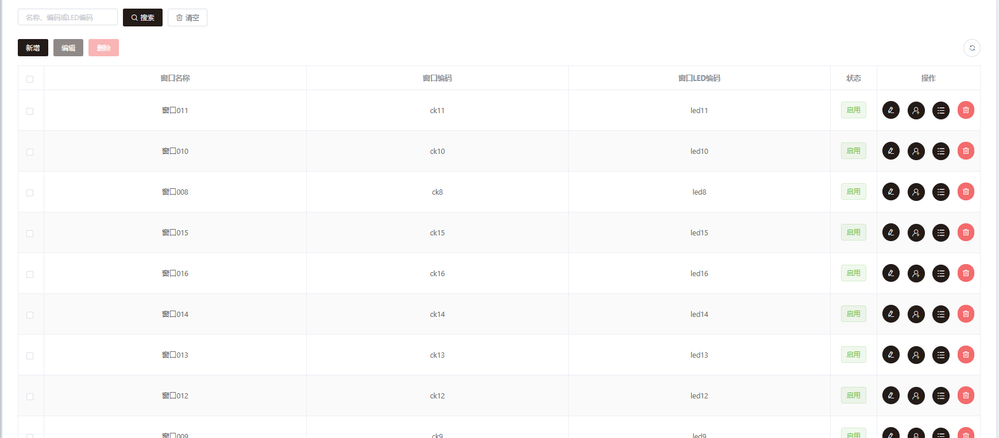 名称、编码或LED编码 搜索 清空
新增 编辑 删除
窗口名称 窗口编码 窗口LED编码 状态 操作
窗口011 ck11 led11 启用
窗口010 ck10 led10 启用
窗口008 ck8 led8 启用
窗口015 ck15 led15 启用
窗口016 ck16 led16 启用
窗口014 ck14 led14 启用
窗口013 ck13 led13 启用
窗口012 ck12 led12 启用
窗口009 ck9 led9 启用